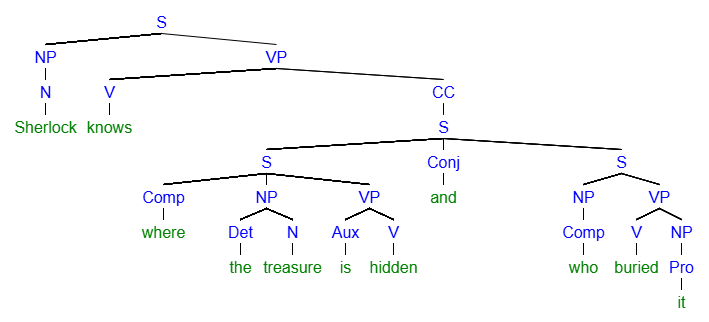 S
NP VP
N V CC
Sherlock knows S
S Conj S
Comp NP VP and NP VP
where Det N Aux V Comp V NP
the treasure is hidden who buried Pro
it